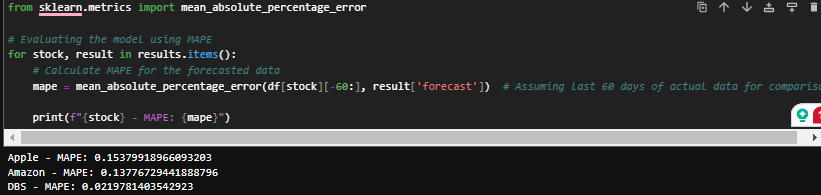 from sklearn.metrics import mean_absolute_percentage_error
# Evaluating the model using MAPE
for stock, result in results.items():
# Calculate MAPE for the forecasted data
mape = mean_absolute_percentage_error(df[stock][-60:], result['forecast']) # Assuming last 60 days of actual data for comparis
print(f"{stock} - MAPE: {mape}")
Apple - MAPE: 0.15379918966093203
Amazon - MAPE: 0.13776729441888796
DBS - MAPE: 0.0219781403542923